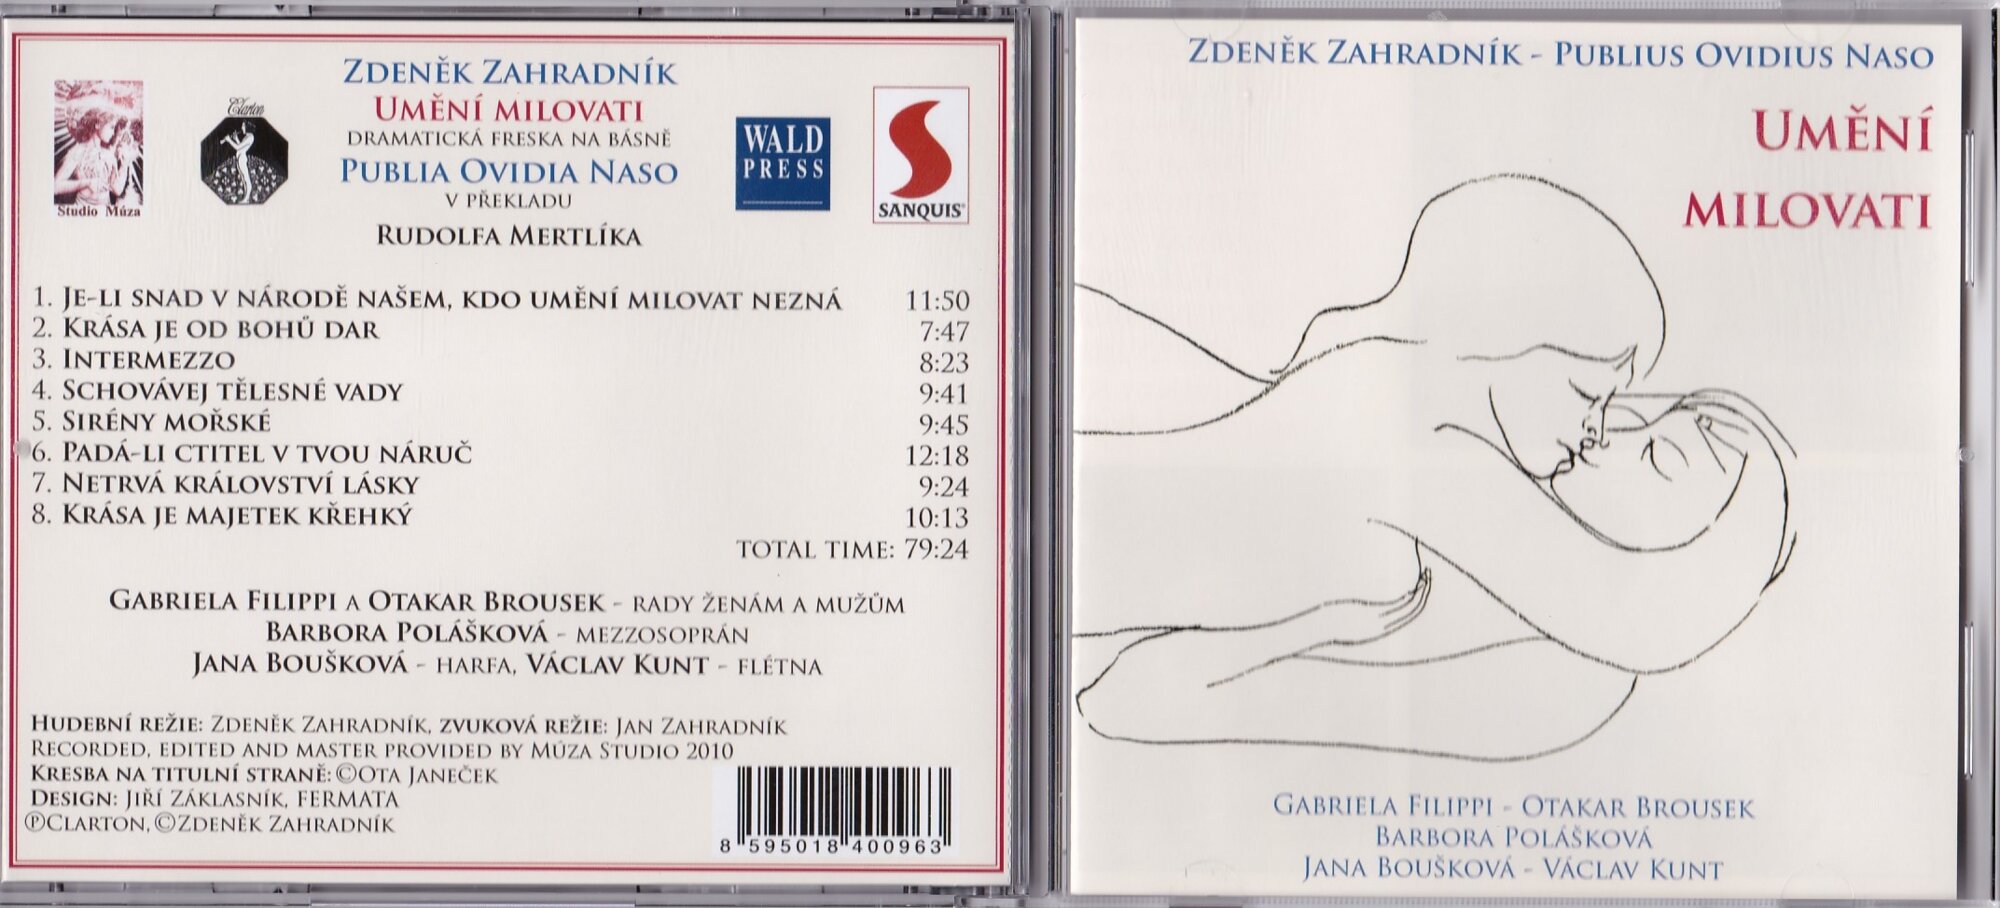 Zdeněk Zahradník
Umění milovati
dramatická freska na básně
Publia Ovidia Naso
v překladu
Rudolfa Mertlíka
Studio Múza
Clarton
WALD
PRESS
SANQUIS
1. Je-li snad v národě našem, kdo umění milovat nezná 11:50
2. Krása je od bohů dar 7:47
3. Intermezzo 8:23
4. Schovávej tělesné vady 9:41
5. Sirény mořské 9:45
6. Padá-li ctitel v tvou náruč 12:18
7. Netrvá království lásky 9:24
8. Krása je majetek křehký 10:13
total time: 79:24
Gabriela Filippi a Otakar Brousek - rady ženám a mužům
Barbora Polášková - mezzosoprán
Jana Boušková - harfa, Václav Kunt - flétna
Hudební režie: Zdeněk Zahradník, zvuková režie: Jan Zahradník
Recorded, edited and master provided by Múza Studio 2010
Kresba na titulní straně: ©Ota Janeček
Design: Jiří Záklasník, FERMATA
℗Clarton, ©Zdeněk Zahradník
8 595018 400963
Zdeněk Zahradník - Publius Ovidius Naso
Umění
milovati
Gabriela Filippi - Otakar Brousek
Barbora Polášková
Jana Boušková - Václav Kunt